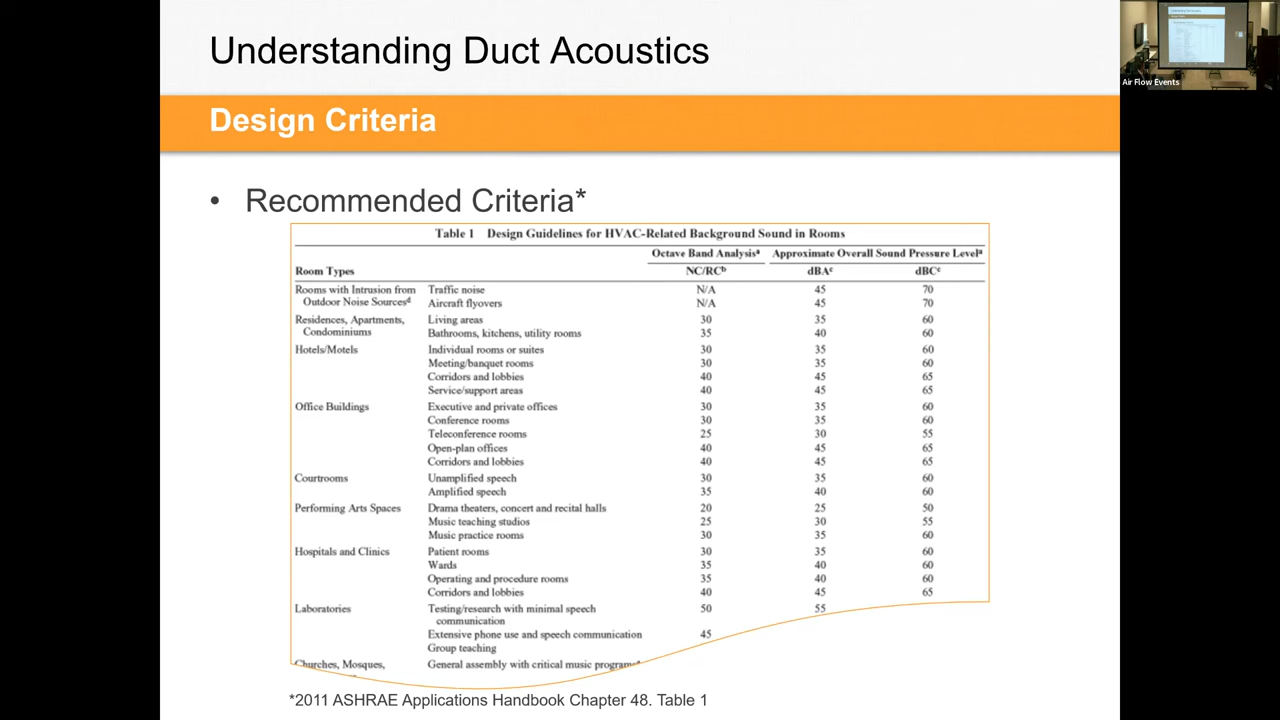 Understanding Duct Acoustics
Design Criteria
• Recommended Criteria*
Table 1 Design Guidelines for HVAC-Related Background Sound in Rooms
Octave Band Analysisᵃ Approximate Overall Sound Pressure Levelᵃ
Room Types NC/RCᵇ dBAᶜ dBCᶜ
Rooms with Intrusion from Traffic noise N/A 45 70
Outdoor Noise Sourcesᵈ Aircraft flyovers N/A 45 70
Residences, Apartments, Living areas 30 35 60
Condominiums Bathrooms, kitchens, utility rooms 35 40 60
Hotels/Motels Individual rooms or suites 30 35 60
Meeting/banquet rooms 30 35 60
Corridors and lobbies 40 45 65
Service/support areas 40 45 65
Office Buildings Executive and private offices 30 35 60
Conference rooms 30 35 60
Teleconference rooms 25 30 55
Open-plan offices 40 45 65
Corridors and lobbies 40 45 65
Courtrooms Unamplified speech 30 35 60
Amplified speech 35 40 60
Performing Arts Spaces Drama theaters, concert and recital halls 20 25 50
Music teaching studios 25 30 55
Music practice rooms 30 35 60
Hospitals and Clinics Patient rooms 30 35 60
Wards 35 40 60
Operating and procedure rooms 35 40 60
Corridors and lobbies 40 45 65
Laboratories Testing/research with minimal speech 50 55
communication
Extensive phone use and speech communication 45
Group teaching
Churches, Mosques, General assembly with critical music programs
*2011 ASHRAE Applications Handbook Chapter 48. Table 1
Air Flow Events